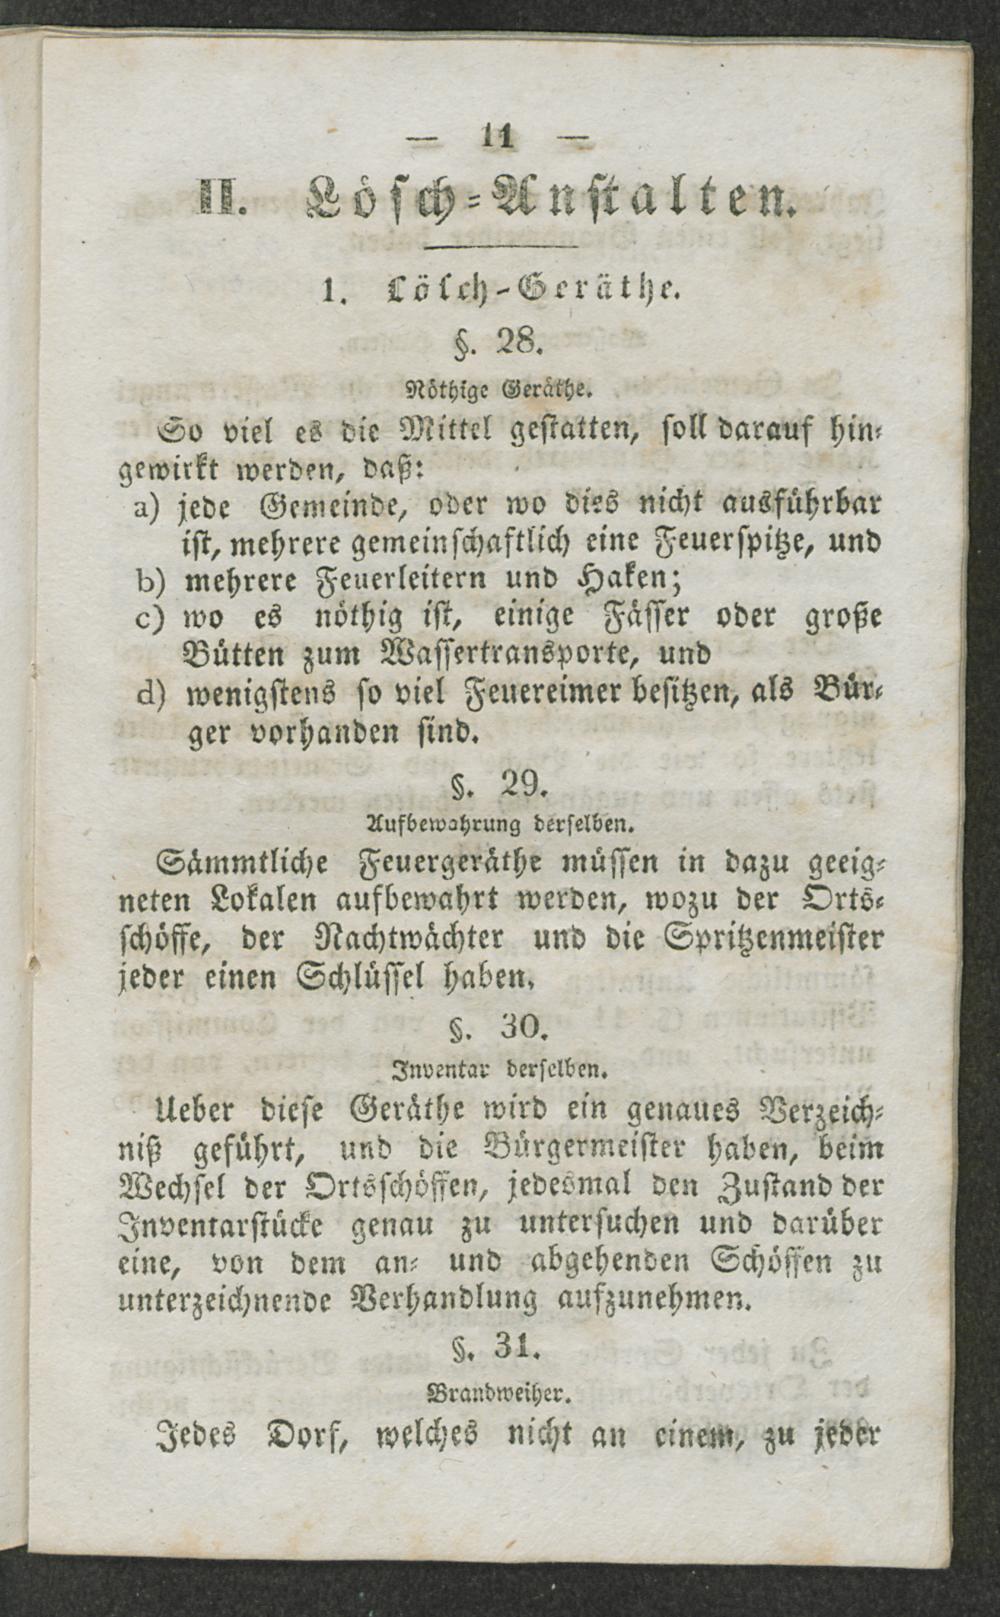 — 11 —
II. Lösch-Anstalten.
1. Lösch-Geräthe.
§. 28.
Nöthige Geräthe.
So viel es die Mittel gestatten, soll darauf hin-
gewirkt werden, daß:
a) jede Gemeinde, oder wo dies nicht ausführbar
ist, mehrere gemeinschaftlich eine Feuerspitze, und
b) mehrere Feuerleitern und Haken;
c) wo es nöthig ist, einige Fässer oder große
Bütten zum Wassertransporte, und
d) wenigstens so viel Feuereimer besitzen, als Bür-
ger vorhanden sind.
§. 29.
Aufbewahrung derselben.
Sämmtliche Feuergeräthe müssen in dazu geeig-
neten Lokalen aufbewahrt werden, wozu der Orts-
schöffe, der Nachtwächter und die Spritzenmeister
jeder einen Schlüssel haben.
§. 30.
Inventar derselben.
Ueber diese Geräthe wird ein genaues Verzeich-
niß geführt, und die Bürgermeister haben, beim
Wechsel der Ortsschöffen, jedesmal den Zustand der
Inventarstücke genau zu untersuchen und darüber
eine, von dem an- und abgehenden Schöffen zu
unterzeichnende Verhandlung aufzunehmen.
§. 31.
Brandweiher.
Jedes Dorf, welches nicht an einem, zu jeder